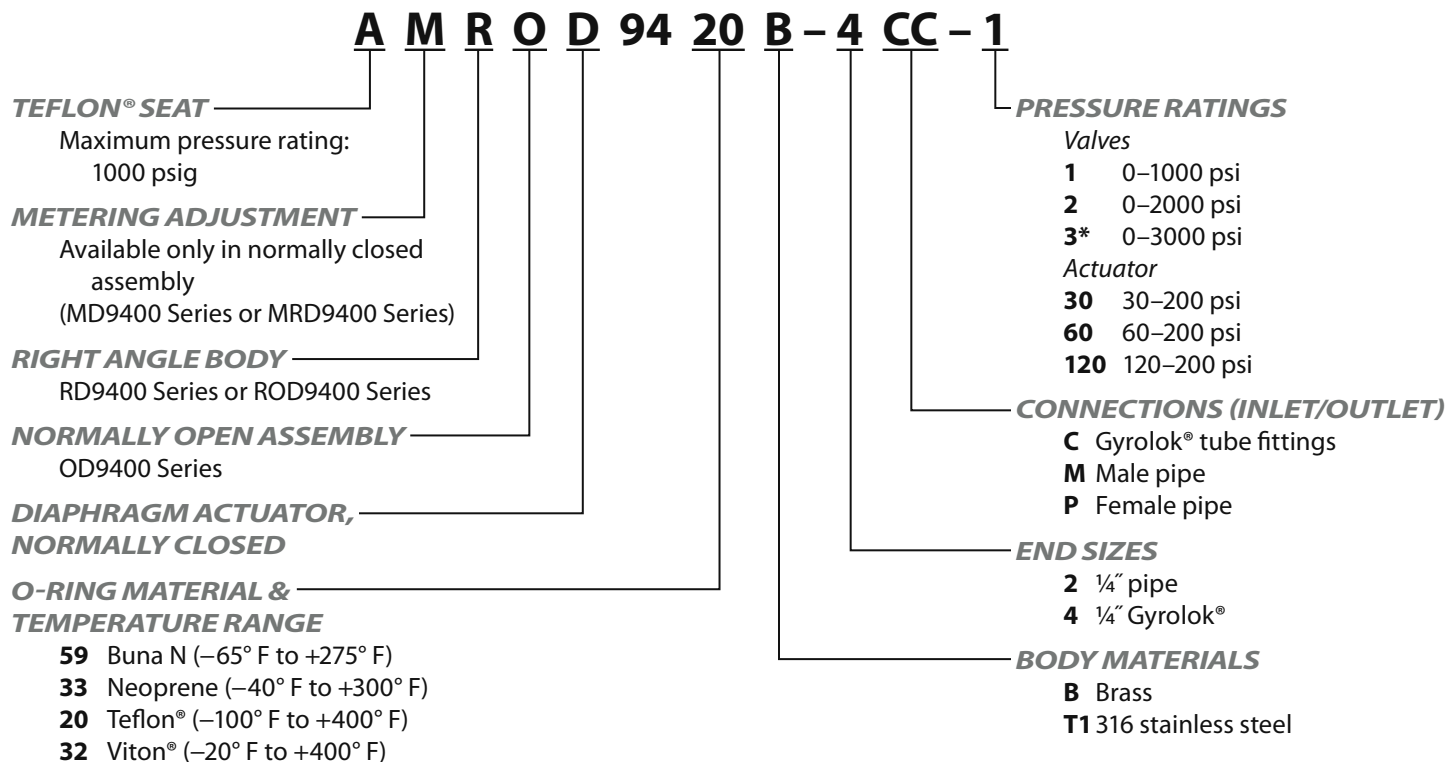 A M R O D 94 20 B – 4 CC – 1
TEFLON® SEAT
Maximum pressure rating:
1000 psig
METERING ADJUSTMENT
Available only in normally closed
assembly
(MD9400 Series or MRD9400 Series)
RIGHT ANGLE BODY
RD9400 Series or ROD9400 Series
NORMALLY OPEN ASSEMBLY
OD9400 Series
DIAPHRAGM ACTUATOR,
NORMALLY CLOSED
O-RING MATERIAL &
TEMPERATURE RANGE
59 Buna N (–65° F to +275° F)
33 Neoprene (–40° F to +300° F)
20 Teflon® (–100° F to +400° F)
32 Viton® (–20° F to +400° F)
PRESSURE RATINGS
Valves
1 0–1000 psi
2 0–2000 psi
3* 0–3000 psi
Actuator
30 30–200 psi
60 60–200 psi
120 120–200 psi
CONNECTIONS (INLET/OUTLET)
C Gyrolok® tube fittings
M Male pipe
P Female pipe
END SIZES
2 ¼˝ pipe
4 ¼˝ Gyrolok®
BODY MATERIALS
B Brass
T1 316 stainless steel